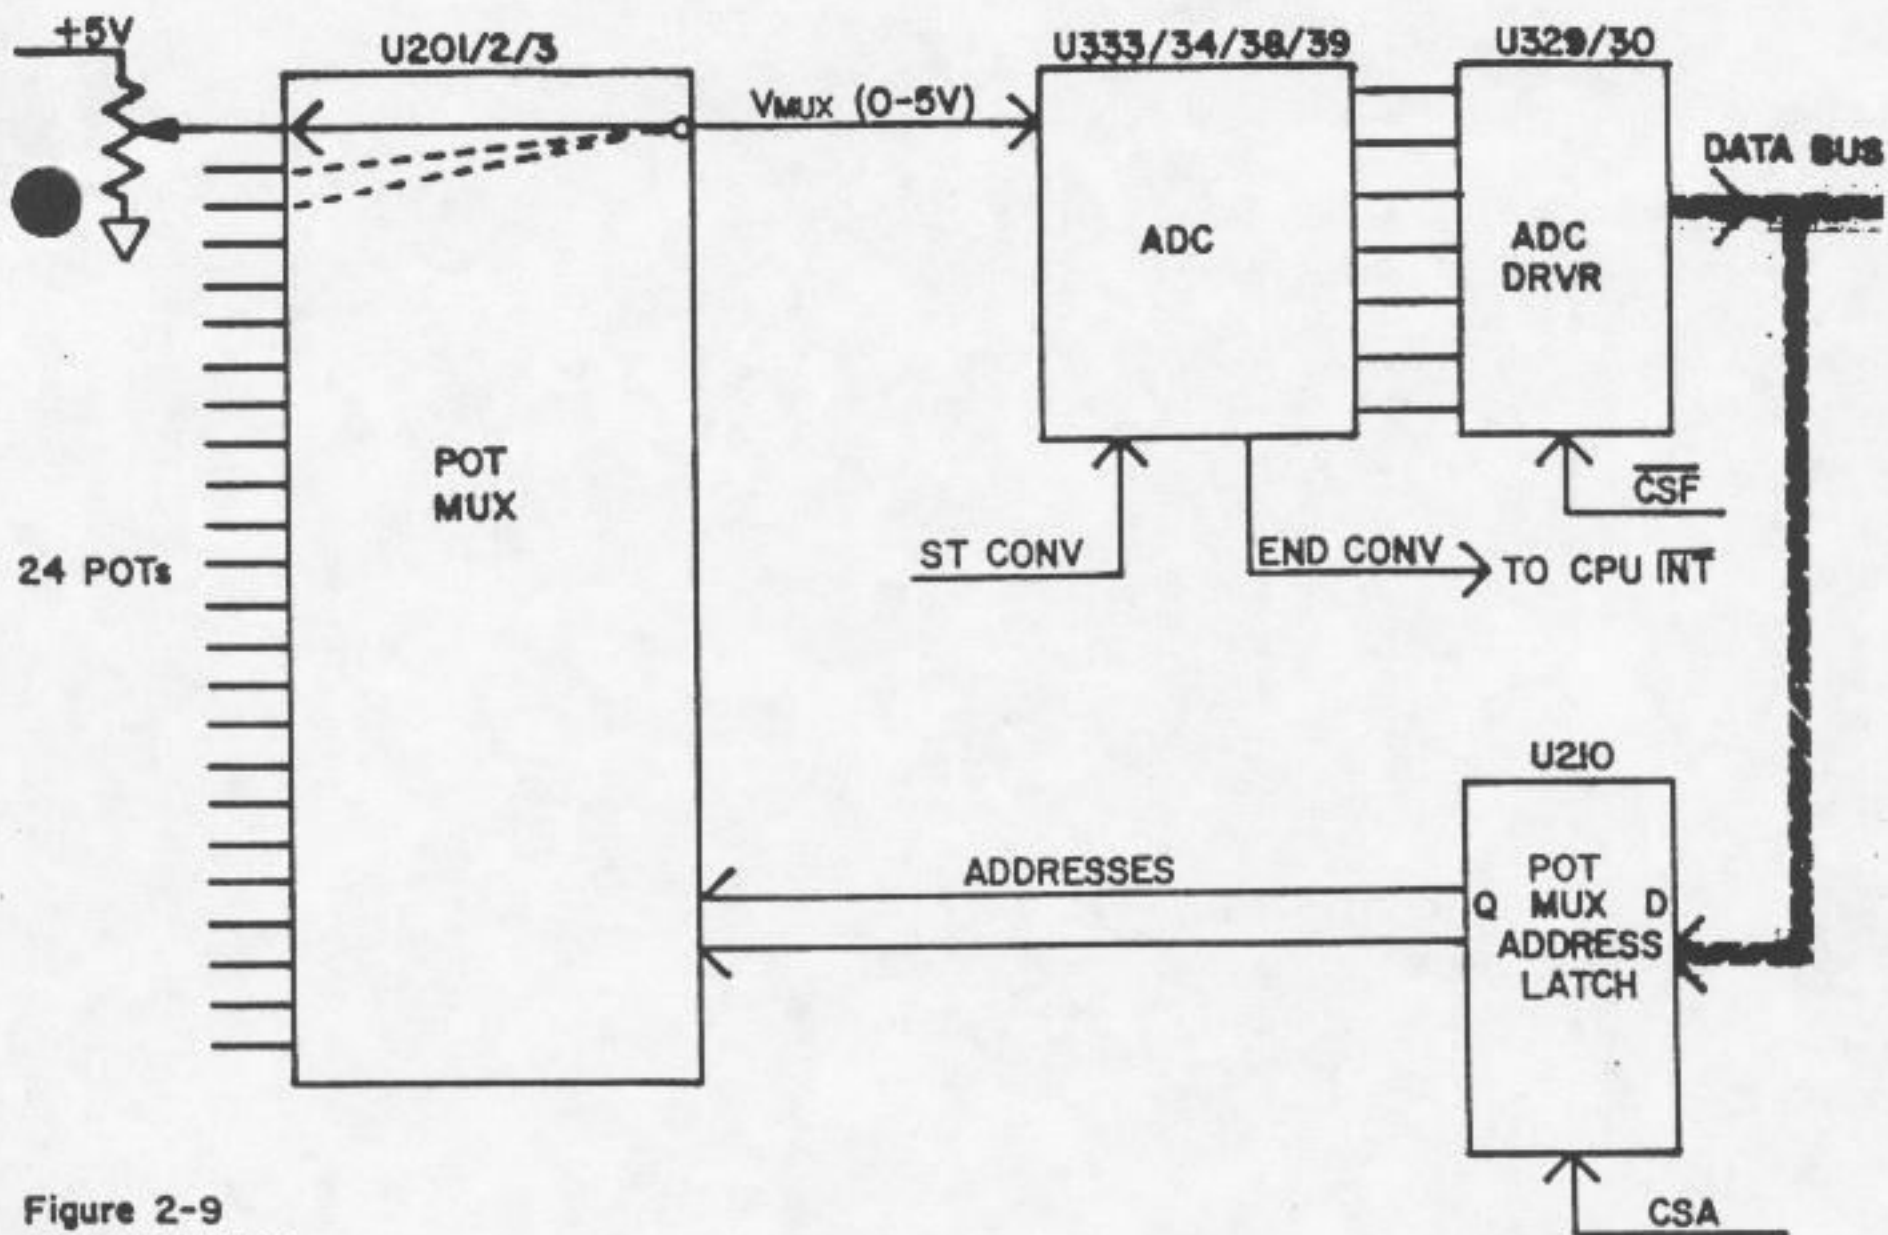 +5V
U201/2/3
U333/34/38/39
U329/30
VMUX (0-5V)
DATA BUS
ADC
ADC
DRVR
POT
MUX
CSF
ST CONV
END CONV
TO CPU INT
24 POTs
U210
ADDRESSES
POT
Q MUX D
ADDRESS
LATCH
CSA
Figure 2-9